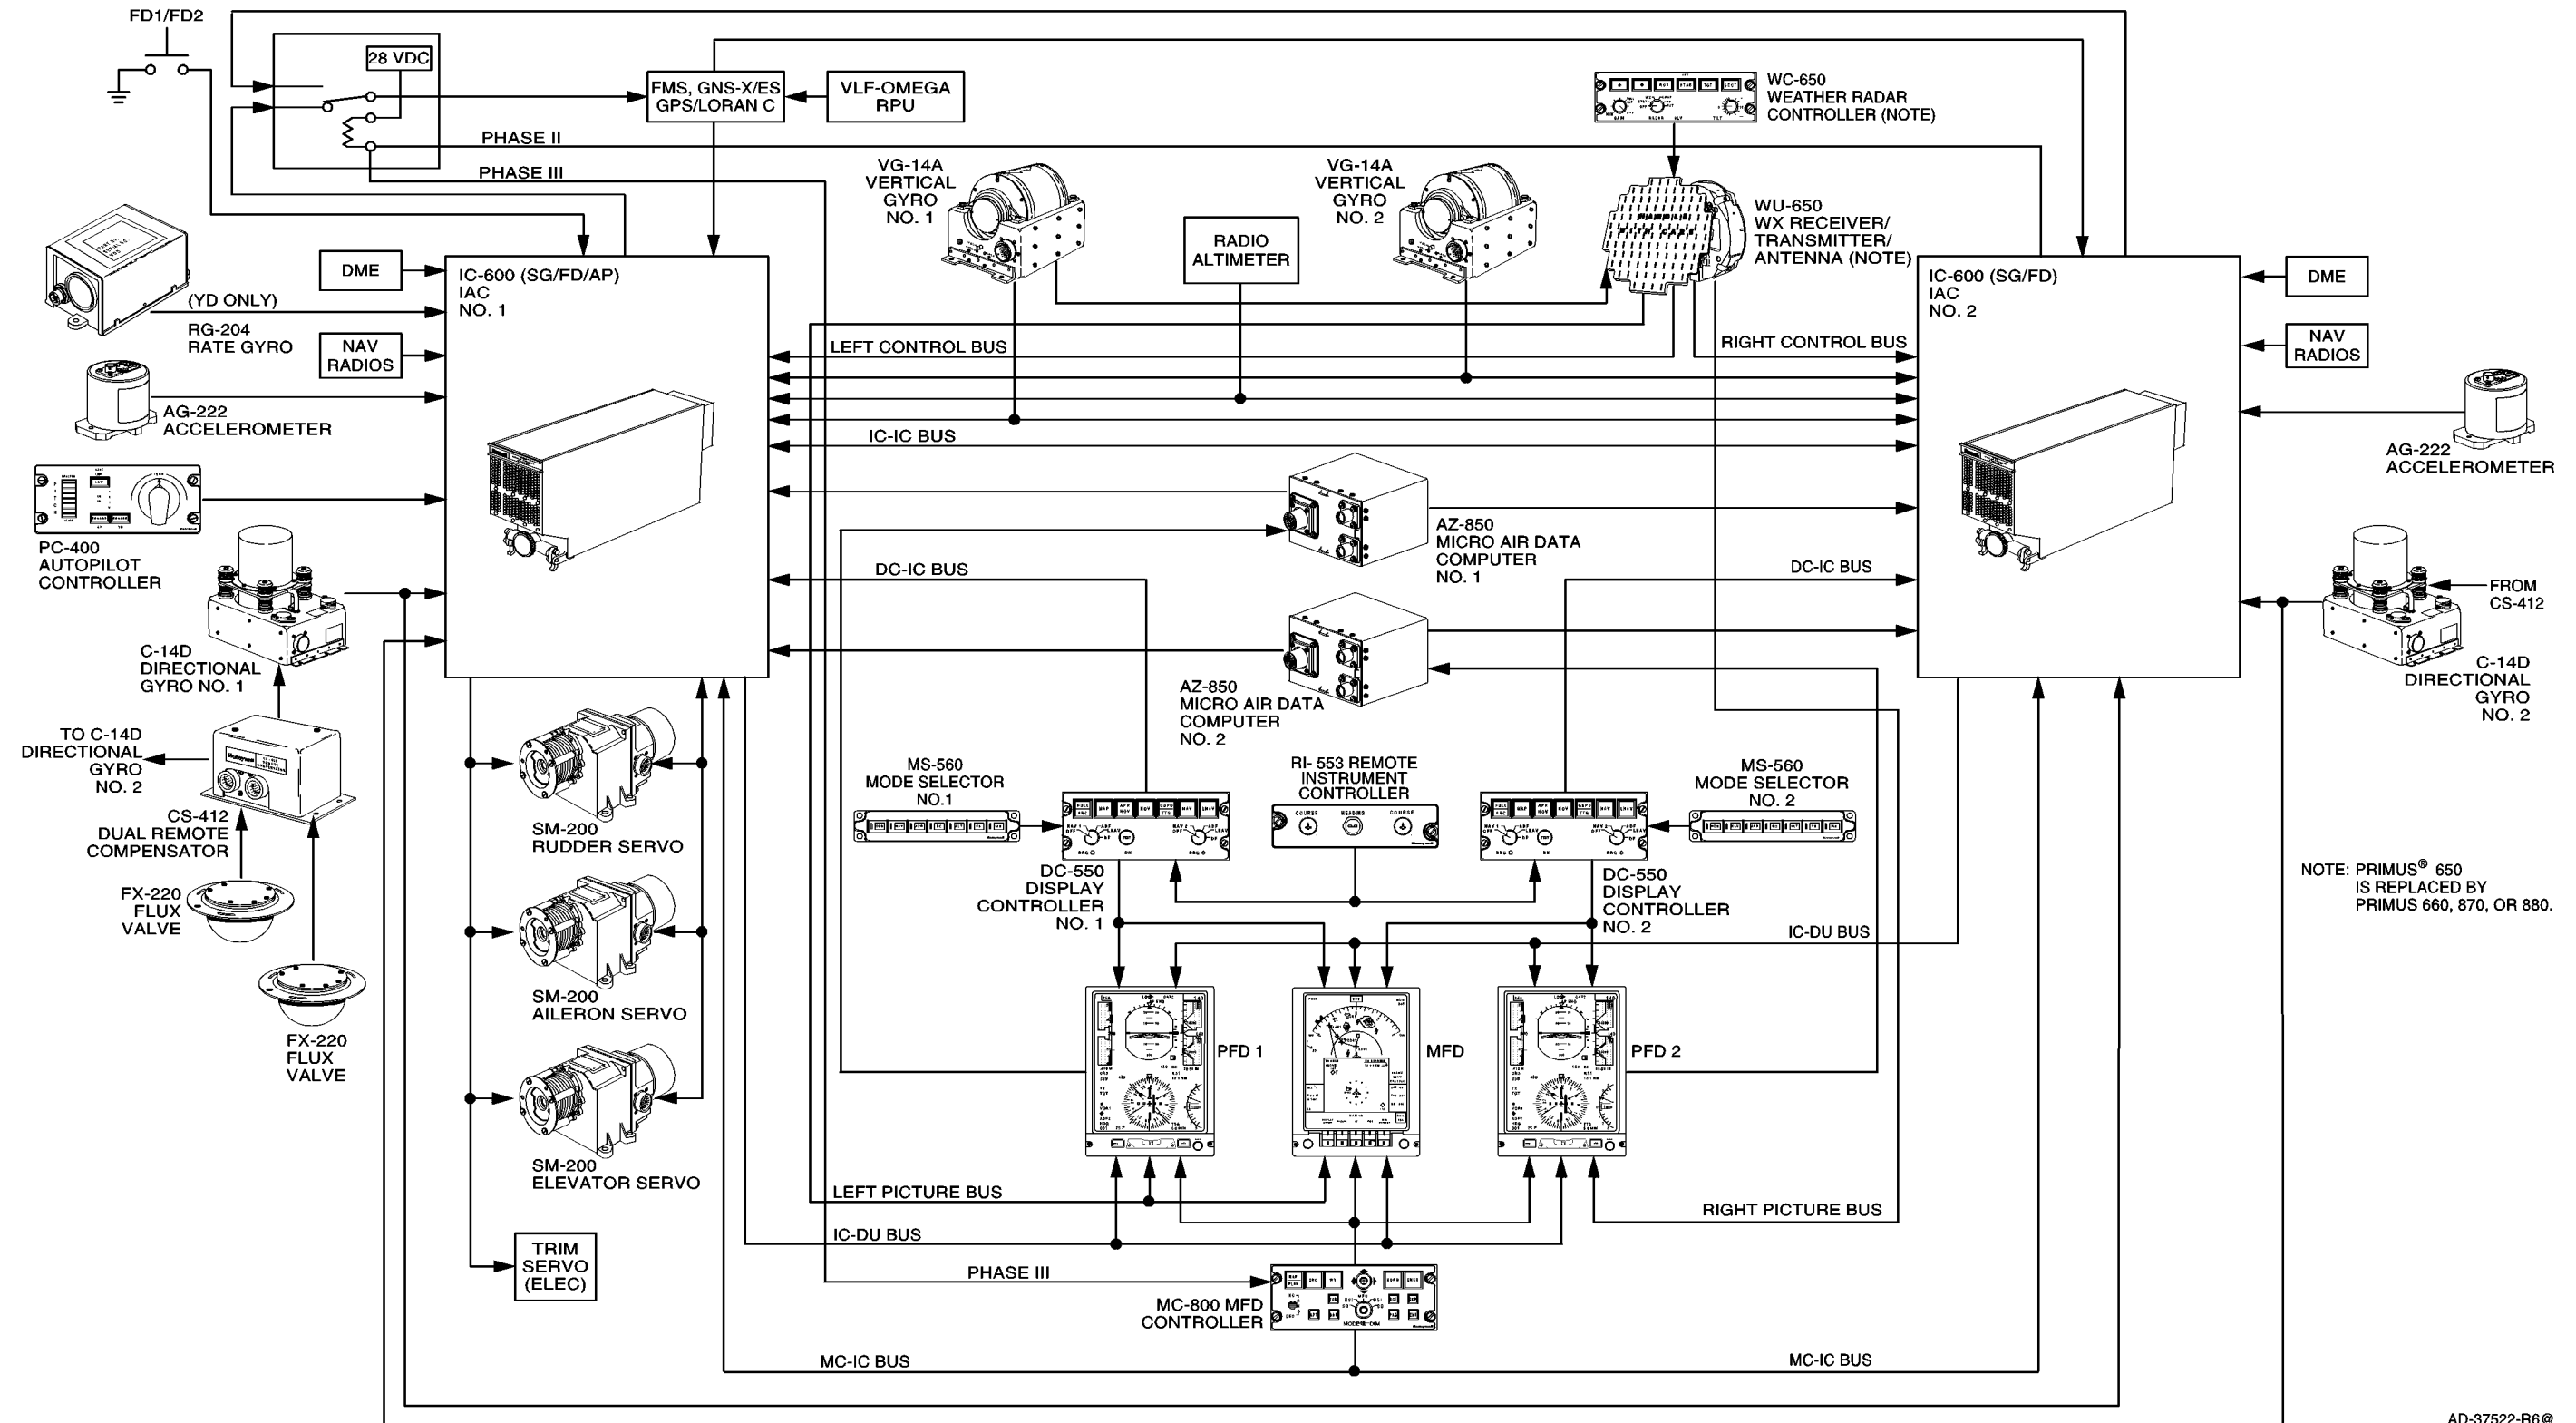 FD1/FD2
28 VDC
FMS, GNS-X/ES
GPS/LORAN C
VLF-OMEGA
RPU
PHASE II
PHASE III
WC-650
WEATHER RADAR
CONTROLLER (NOTE)
VG-14A
VERTICAL
GYRO
NO. 1
VG-14A
VERTICAL
GYRO
NO. 2
RADIO
ALTIMETER
WU-650
WX RECEIVER/
TRANSMITTER/
ANTENNA (NOTE)
DME
(YD ONLY)
RG-204
RATE GYRO
NAV
RADIOS
AG-222
ACCELEROMETER
PC-400
AUTOPILOT
CONTROLLER
C-14D
DIRECTIONAL
GYRO NO. 1
TO C-14D
DIRECTIONAL
GYRO
NO. 2
CS-412
DUAL REMOTE
COMPENSATOR
FX-220
FLUX
VALVE
FX-220
FLUX
VALVE
IC-600 (SG/FD/AP)
IAC
NO. 1
LEFT CONTROL BUS
RIGHT CONTROL BUS
IC-IC BUS
AZ-850
MICRO AIR DATA
COMPUTER
NO. 1
DC-IC BUS
DC-IC BUS
AZ-850
MICRO AIR DATA
COMPUTER
NO. 2
IC-600 (SG/FD)
IAC
NO. 2
DME
NAV
RADIOS
AG-222
ACCELEROMETER
FROM
CS-412
C-14D
DIRECTIONAL
GYRO
NO. 2
SM-200
RUDDER SERVO
SM-200
AILERON SERVO
SM-200
ELEVATOR SERVO
TRIM
SERVO
(ELEC)
MS-560
MODE SELECTOR
NO.1
RI- 553 REMOTE
INSTRUMENT
CONTROLLER
COURSE
HEADING
COURSE
MS-560
MODE SELECTOR
NO. 2
DC-550
DISPLAY
CONTROLLER
NO. 1
DC-550
DISPLAY
CONTROLLER
NO. 2
IC-DU BUS
PFD 1
MFD
PFD 2
LEFT PICTURE BUS
RIGHT PICTURE BUS
IC-DU BUS
PHASE III
MC-800 MFD
CONTROLLER
MC-IC BUS
MC-IC BUS
NOTE: PRIMUS® 650
IS REPLACED BY
PRIMUS 660, 870, OR 880.
AD-37522-R6@